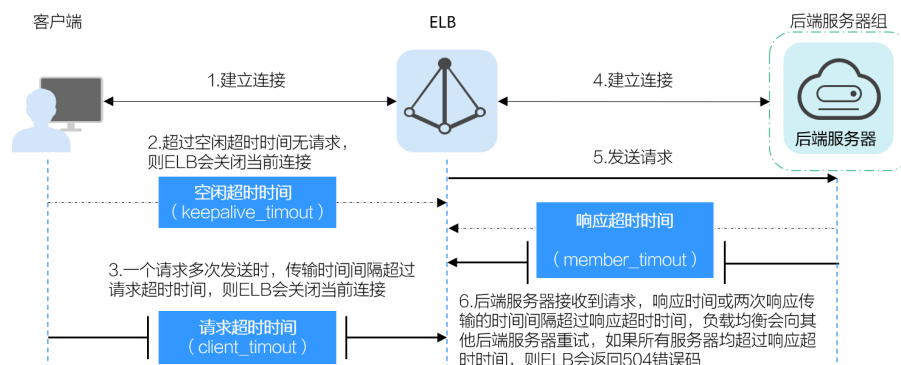 客户端
ELB
后端服务器组
1.建立连接
4.建立连接
后端服务器
2.超过空闲超时时间无请求，
则ELB会关闭当前连接
5.发送请求
空闲超时时间
（keepalive_timout）
响应超时时间
（member_timout）
3.一个请求多次发送时，传输时间间隔超过
请求超时时间，则ELB会关闭当前连接
请求超时时间
（client_timout）
6.后端服务器接收到请求，响应时间或两次响应传
输的时间间隔超过响应超时时间，负载均衡会向其
他后端服务器重试，如果所有服务器均超过响应超
时时间，则ELB会返回504错误码